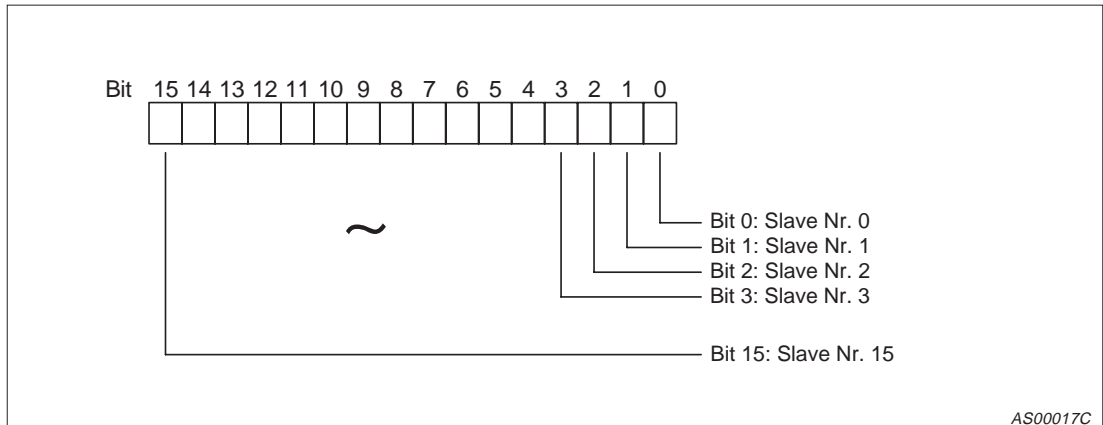 Bit 15 14 13 12 11 10 9 8 7 6 5 4 3 2 1 0
~
Bit 0: Slave Nr. 0
Bit 1: Slave Nr. 1
Bit 2: Slave Nr. 2
Bit 3: Slave Nr. 3
Bit 15: Slave Nr. 15
AS00017C